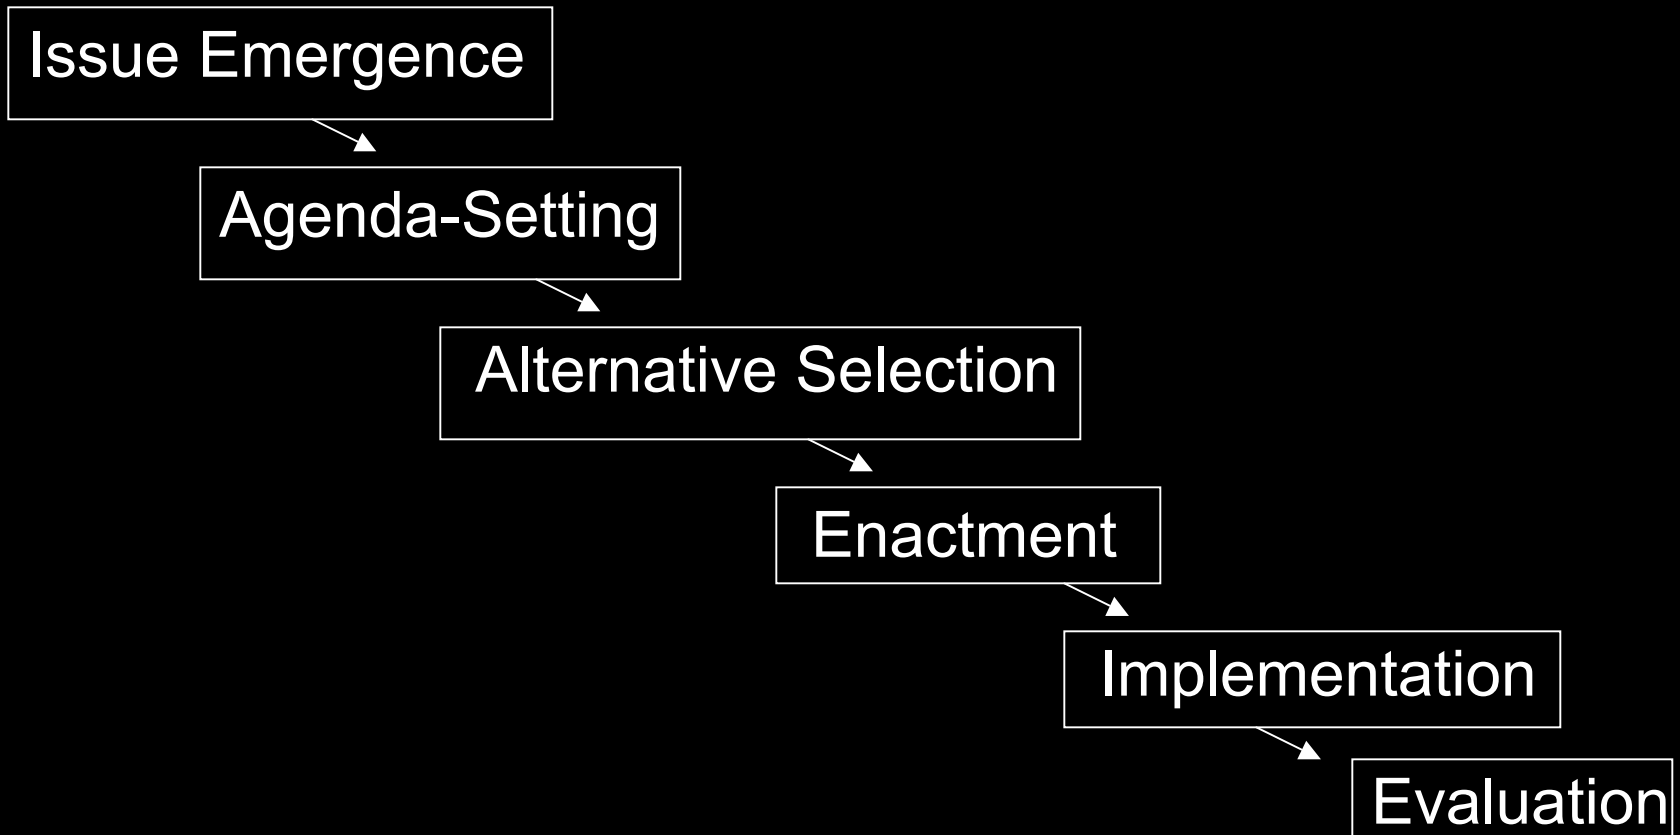 Issue Emergence
Agenda-Setting
Alternative Selection
Enactment
Implementation
Evaluation